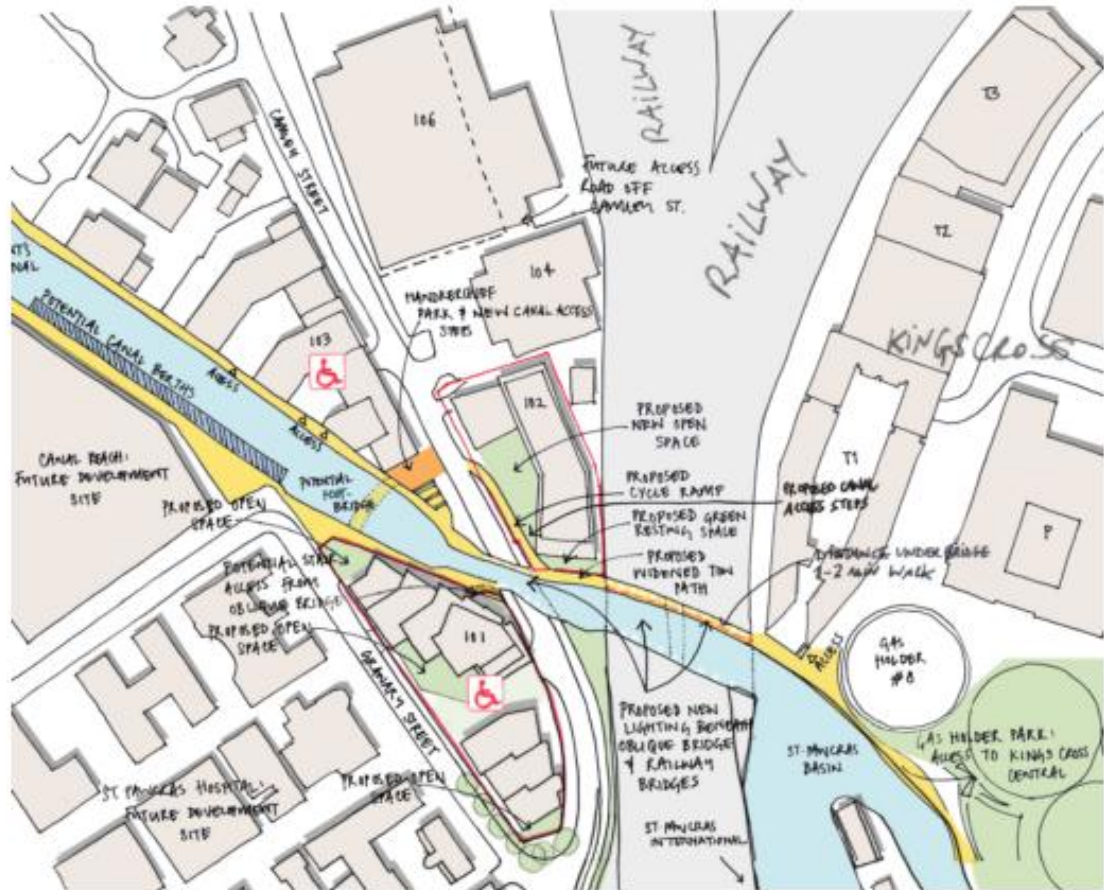 CAMLEY STREET
106
RAILWAY
RAILWAY
FUTURE ACCESS
ROAD OFF
CAMLEY ST.
T3
T2
104
HANDKERCHIEF
PARK & NEW CANAL ACCESS
STEPS
KINGS CROSS
103
ACCESS
ACCESS
POTENTIAL CANAL BERTHS
102
PROPOSED
NEW OPEN
SPACE
PROPOSED
CYCLE RAMP
PROPOSED GREEN
RESTING SPACE
PROPOSED
WIDENED TOW
PATH
T1
PROPOSED CANAL
ACCESS STEPS
P
CANAL REACH:
FUTURE DEVELOPMENT
SITE
PROPOSED OPEN
SPACE
POTENTIAL
FOOT-
BRIDGE
DISTANCE UNDER BRIDGE
1-2 MIN WALK
POTENTIAL STAIR
ACCESS FROM
OBLIQUE BRIDGE
PROPOSED OPEN
SPACE
101
GRANARY STREET
ACCESS
GAS
HOLDER
#8
PROPOSED NEW
LIGHTING BENEATH
OBLIQUE BRIDGE
& RAILWAY
BRIDGES
ST. PANCRAS
BASIN
GAS HOLDER PARK:
ACCESS TO KINGS CROSS
CENTRAL
ST PANCRAS HOSPITAL:
FUTURE DEVELOPMENT
SITE
PROPOSED OPEN
SPACE
ST. PANCRAS
INTERNATIONAL